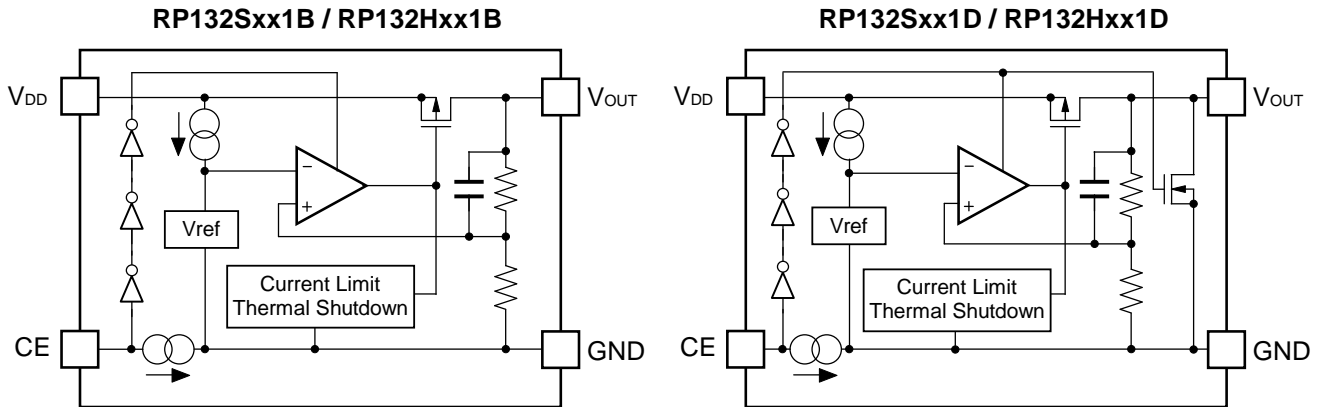 RP132Sxx1B / RP132Hxx1B
VDD
VOUT
−
+
Vref
Current Limit
Thermal Shutdown
CE
GND
RP132Sxx1D / RP132Hxx1D
VDD
VOUT
−
+
Vref
Current Limit
Thermal Shutdown
CE
GND